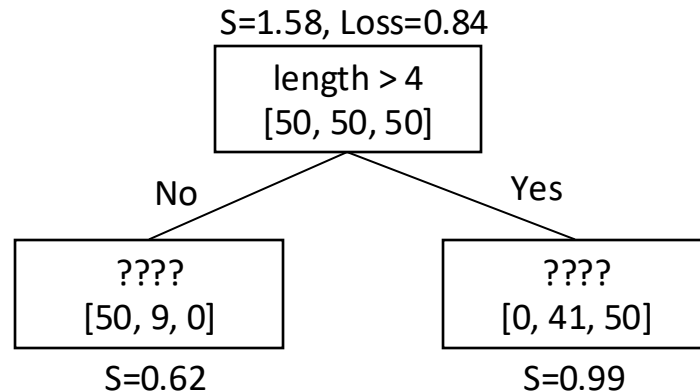 S=1.58, Loss=0.84
length > 4
[50, 50, 50]
No
Yes
????
[50, 9, 0]
????
[0, 41, 50]
S=0.62
S=0.99